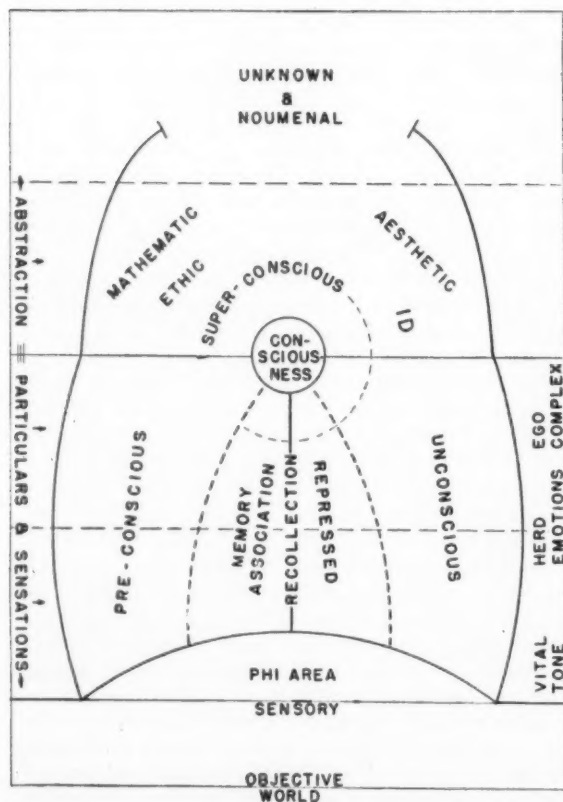 UNKNOWN
&
NOUMENAL
ABSTRACTION
MATHEMATIC
ETHIC
SUPER-CONSCIOUS
AESTHETIC
ID
CON-
SCIOUS
NESS
PARTICULARS & SENSATIONS
PRE-CONSCIOUS
MEMORY
ASSOCIATION
RECOLLECTION
REPRESSED
UNCONSCIOUS
EGO
COMPLEX
HERD
EMOTIONS
VITAL
TONE
PHI AREA
SENSORY
OBJECTIVE
WORLD